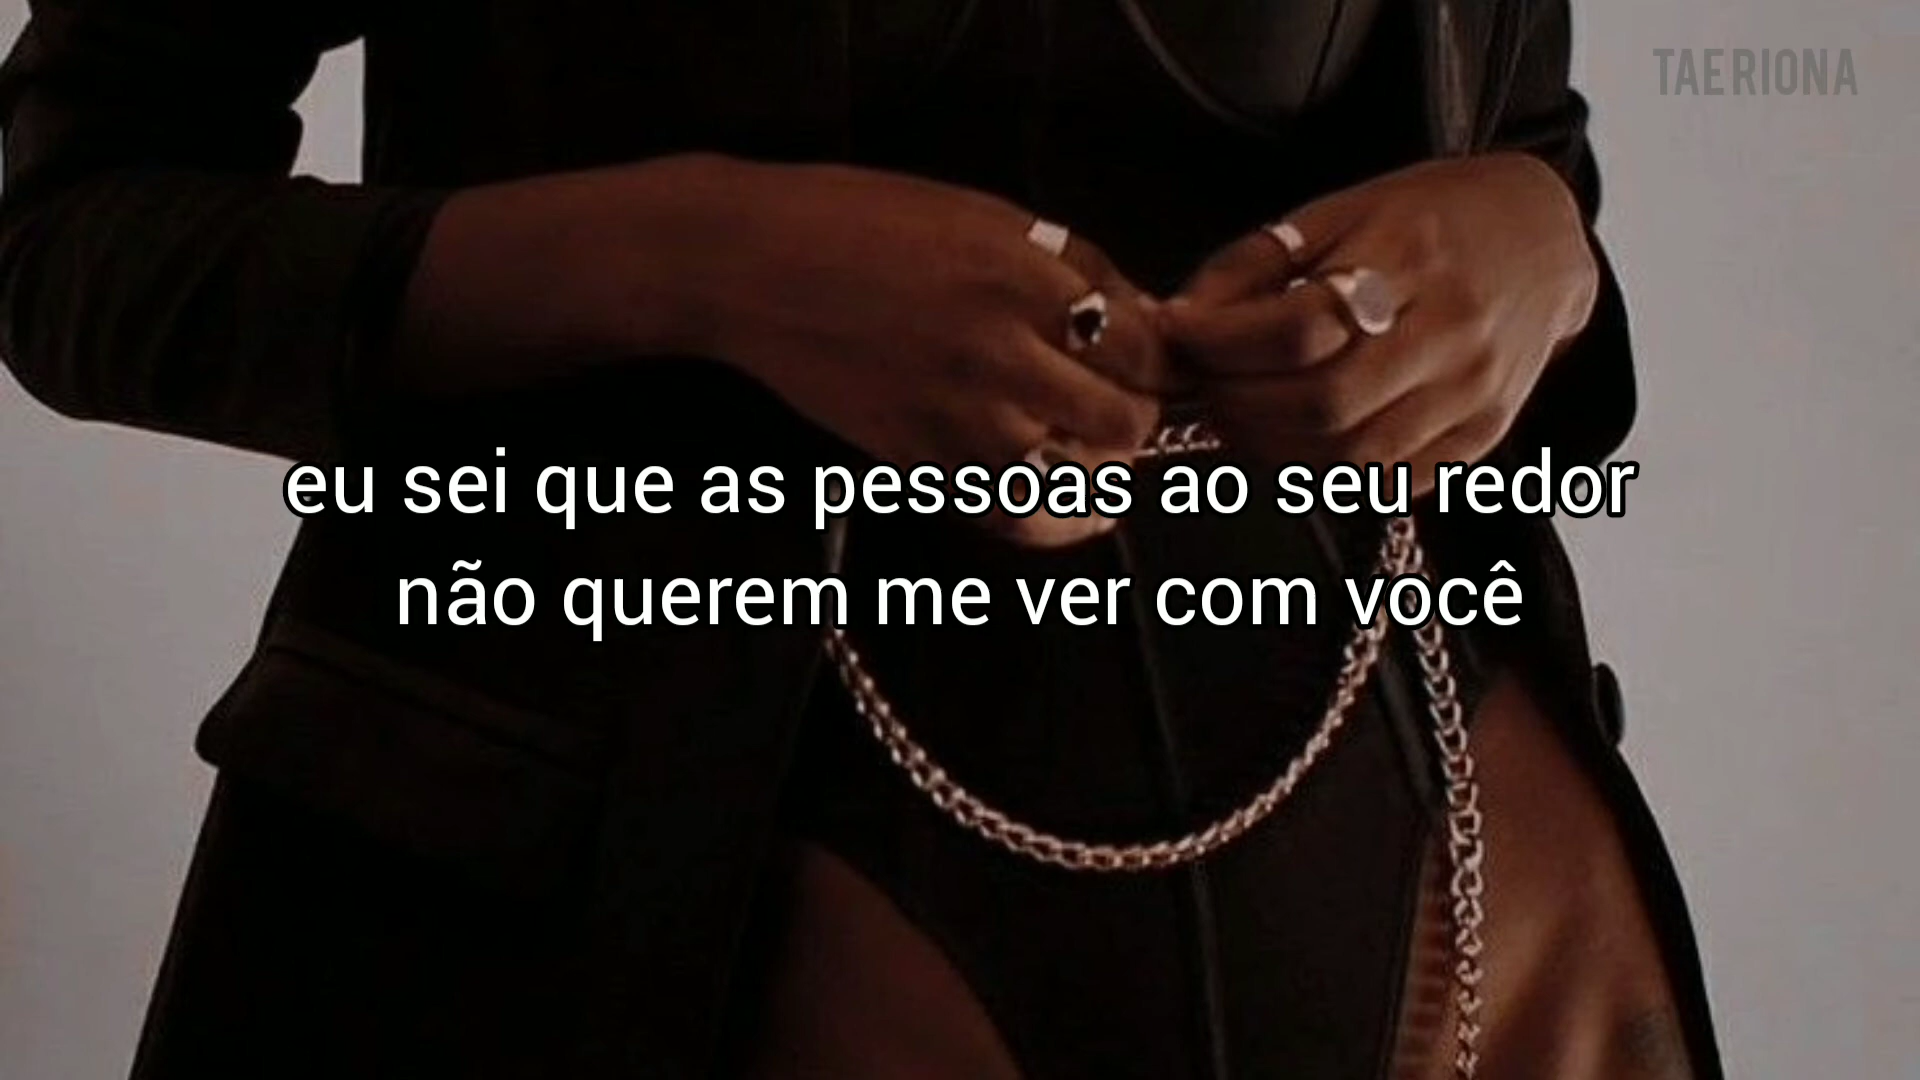 TAERIONA
eu sei que as pessoas ao seu redor
não querem me ver com você